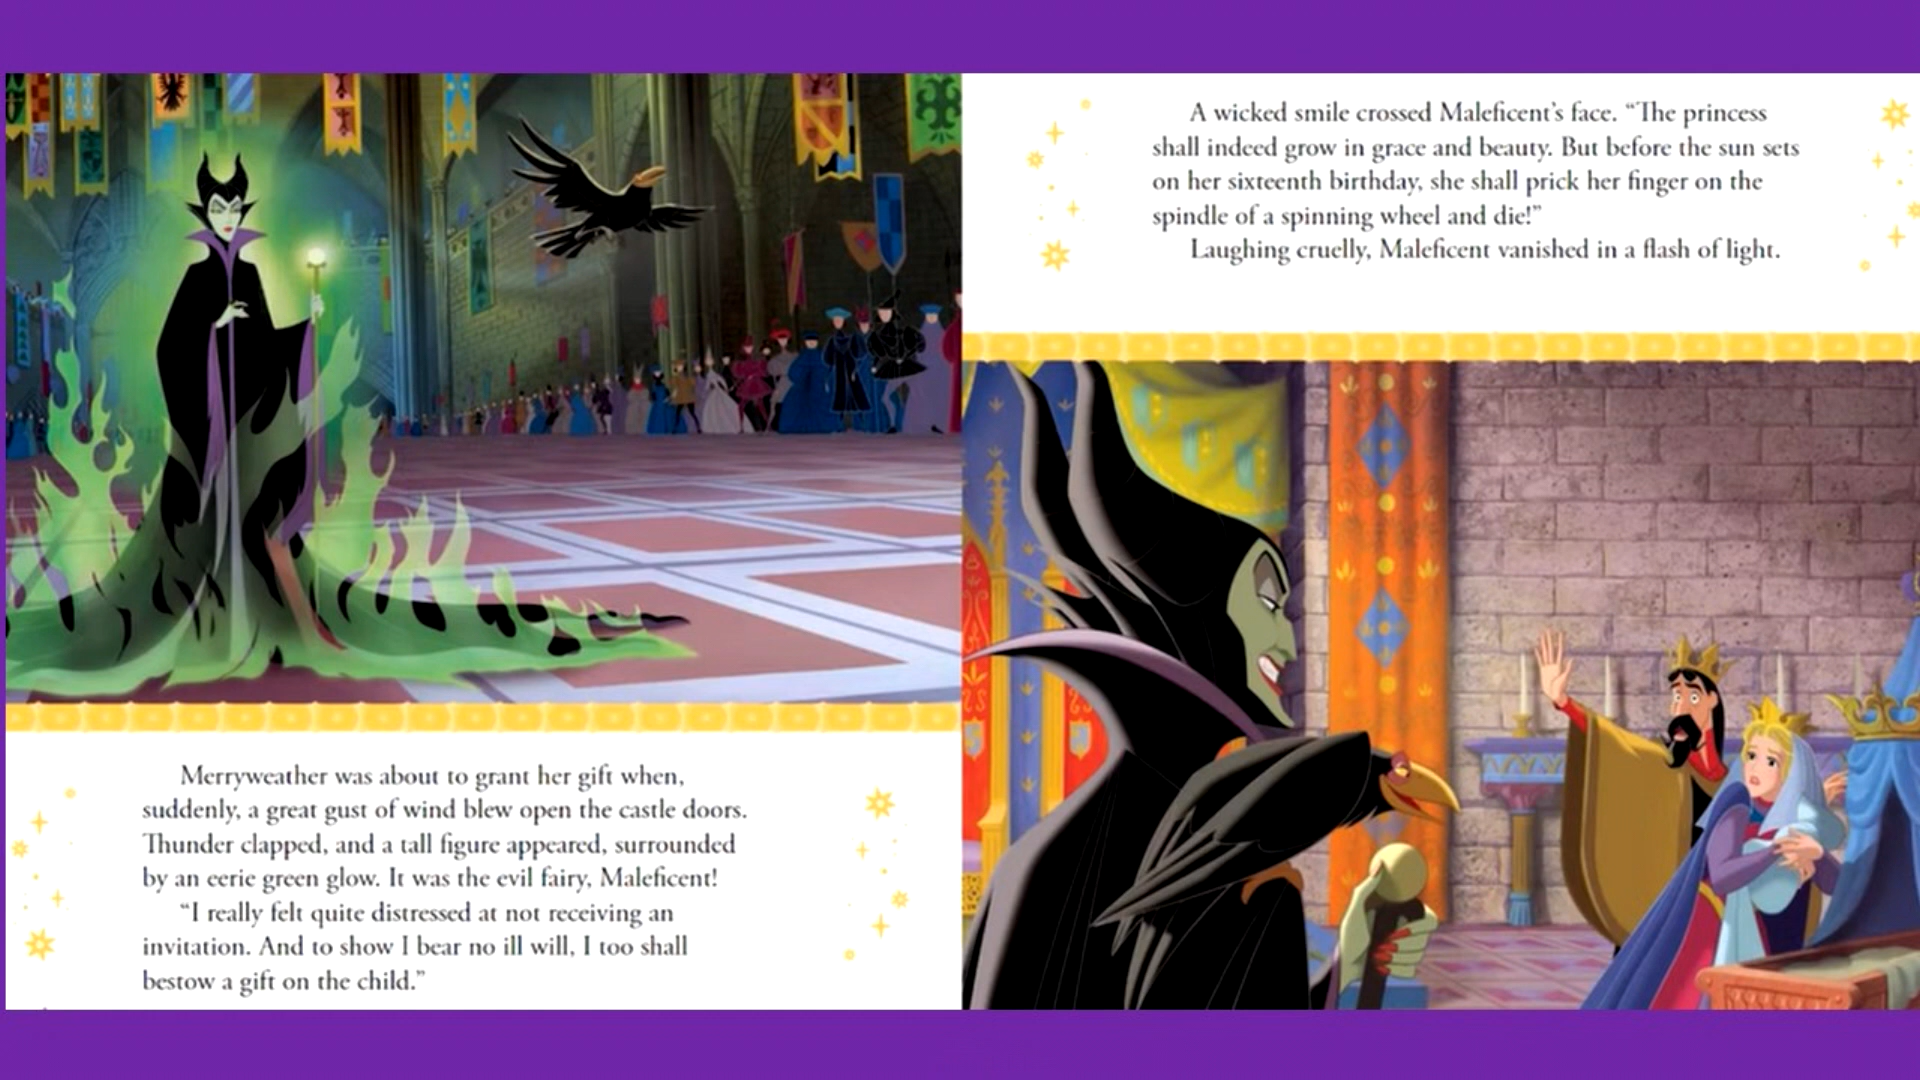 Merryweather was about to grant her gift when,
suddenly, a great gust of wind blew open the castle doors.
Thunder clapped, and a tall figure appeared, surrounded
by an eerie green glow. It was the evil fairy, Maleficent!
“I really felt quite distressed at not receiving an
invitation. And to show I bear no ill will, I too shall
bestow a gift on the child.”
A wicked smile crossed Maleficent’s face. “The princess
shall indeed grow in grace and beauty. But before the sun sets
on her sixteenth birthday, she shall prick her finger on the
spindle of a spinning wheel and die!”
Laughing cruelly, Maleficent vanished in a flash of light.